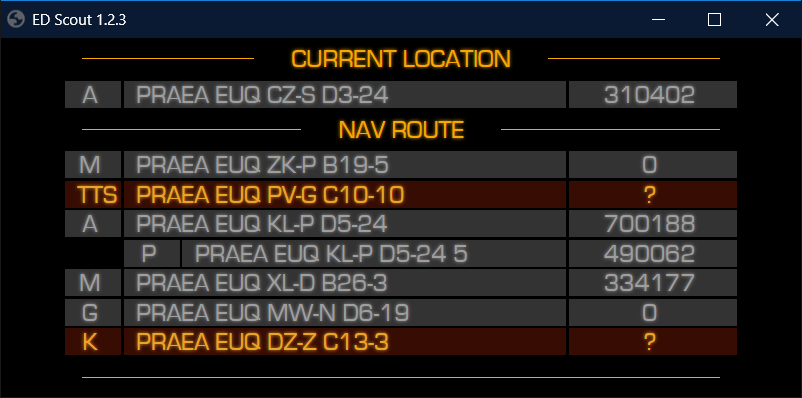 ED Scout 1.2.3
CURRENT LOCATION
A PRAEA EUQ CZ-S D3-24 310402
NAV ROUTE
M PRAEA EUQ ZK-P B19-5 0
TTS PRAEA EUQ PV-G C10-10 ?
A PRAEA EUQ KL-P D5-24 700188
P PRAEA EUQ KL-P D5-24 5 490062
M PRAEA EUQ XL-D B26-3 334177
G PRAEA EUQ MW-N D6-19 0
K PRAEA EUQ DZ-Z C13-3 ?